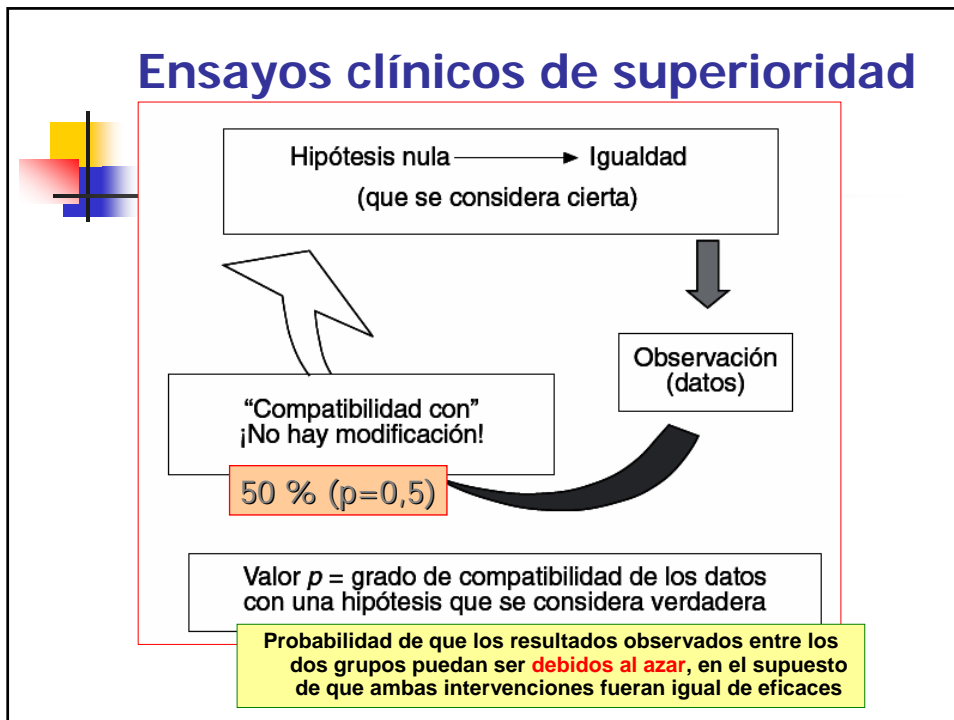 Ensayos clínicos de superioridad
Hipótesis nula Igualdad
(que se considera cierta)
Observación
(datos)
“Compatibilidad con”
¡No hay modificación!
50 % (p=0,5)
Valor p = grado de compatibilidad de los datos
con una hipótesis que se considera verdadera
Probabilidad de que los resultados observados entre los
dos grupos puedan ser debidos al azar, en el supuesto
de que ambas intervenciones fueran igual de eficaces